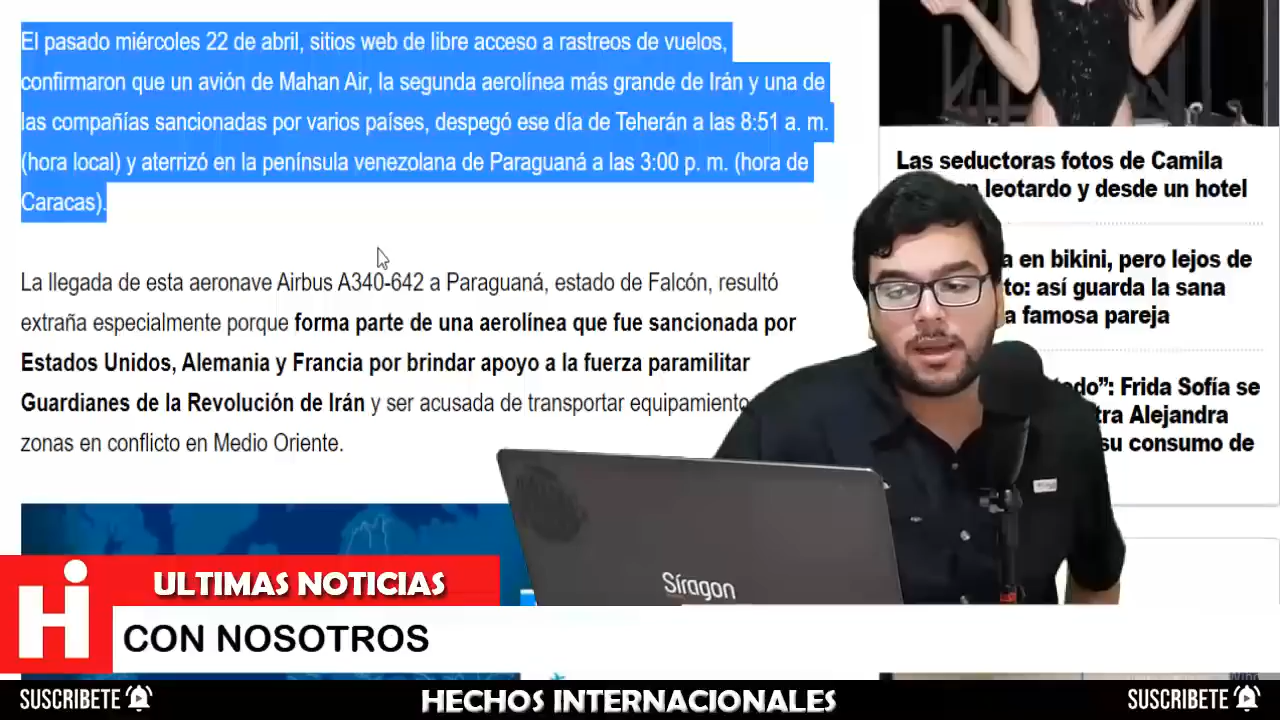 El pasado miércoles 22 de abril, sitios web de libre acceso a rastreos de vuelos,
confirmaron que un avión de Mahan Air, la segunda aerolínea más grande de Irán y una de
las compañías sancionadas por varios países, despegó ese día de Teherán a las 8:51 a. m.
(hora local) y aterrizó en la península venezolana de Paraguaná a las 3:00 p. m. (hora de
Caracas).
La llegada de esta aeronave Airbus A340-642 a Paraguaná, estado de Falcón, resultó
extraña especialmente porque forma parte de una aerolínea que fue sancionada por
Estados Unidos, Alemania y Francia por brindar apoyo a la fuerza paramilitar
Guardianes de la Revolución de Irán y ser acusada de transportar equipamiento
zonas en conflicto en Medio Oriente.
Las seductoras fotos de Camila
en leotardo y desde un hotel
a en bikini, pero lejos de
to: así guarda la sana
a famosa pareja
todo”: Frida Sofía se
tra Alejandra
su consumo de
Síragon
Hi
ULTIMAS NOTICIAS
CON NOSOTROS
SUSCRIBETE
HECHOS INTERNACIONALES
SUSCRIBETE